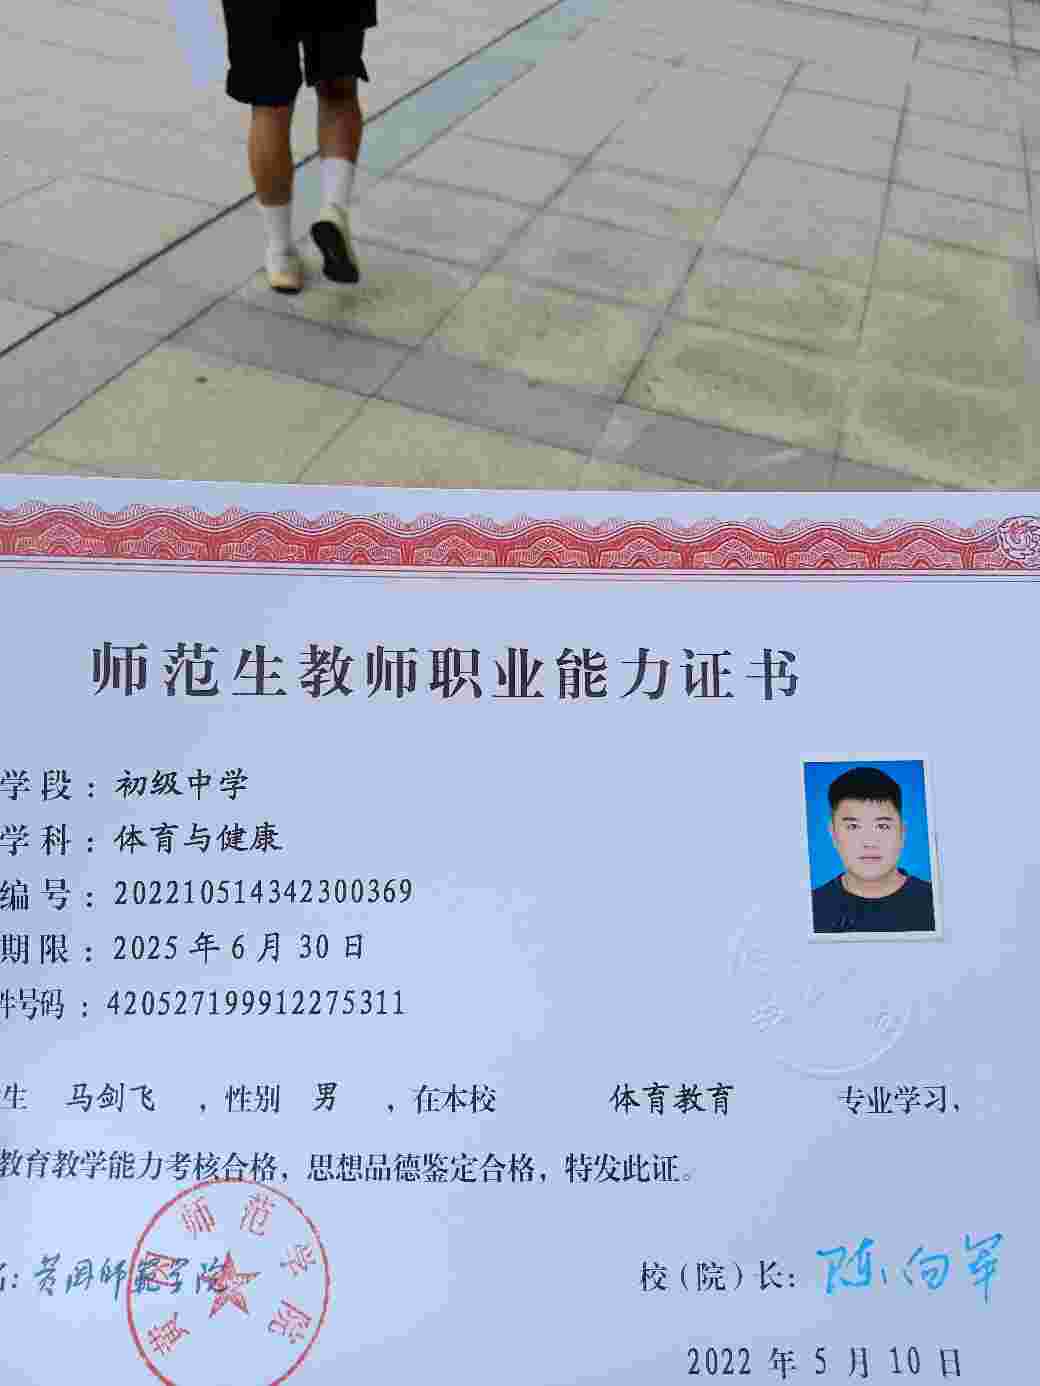 师范生教师职业能力证书
学段：初级中学
学科：体育与健康
编号：202210514342300369
期限：2025 年 6 月 30 日
件号码：420527199912275311
生 马剑飞 ，性别 男 ，在本校 体育教育 专业学习，
教育教学能力考核合格，思想品德鉴定合格，特发此证。
名：黄冈师范学院
校（院）长：陈向军
黄冈师范学院
2022 年 5 月 10 日